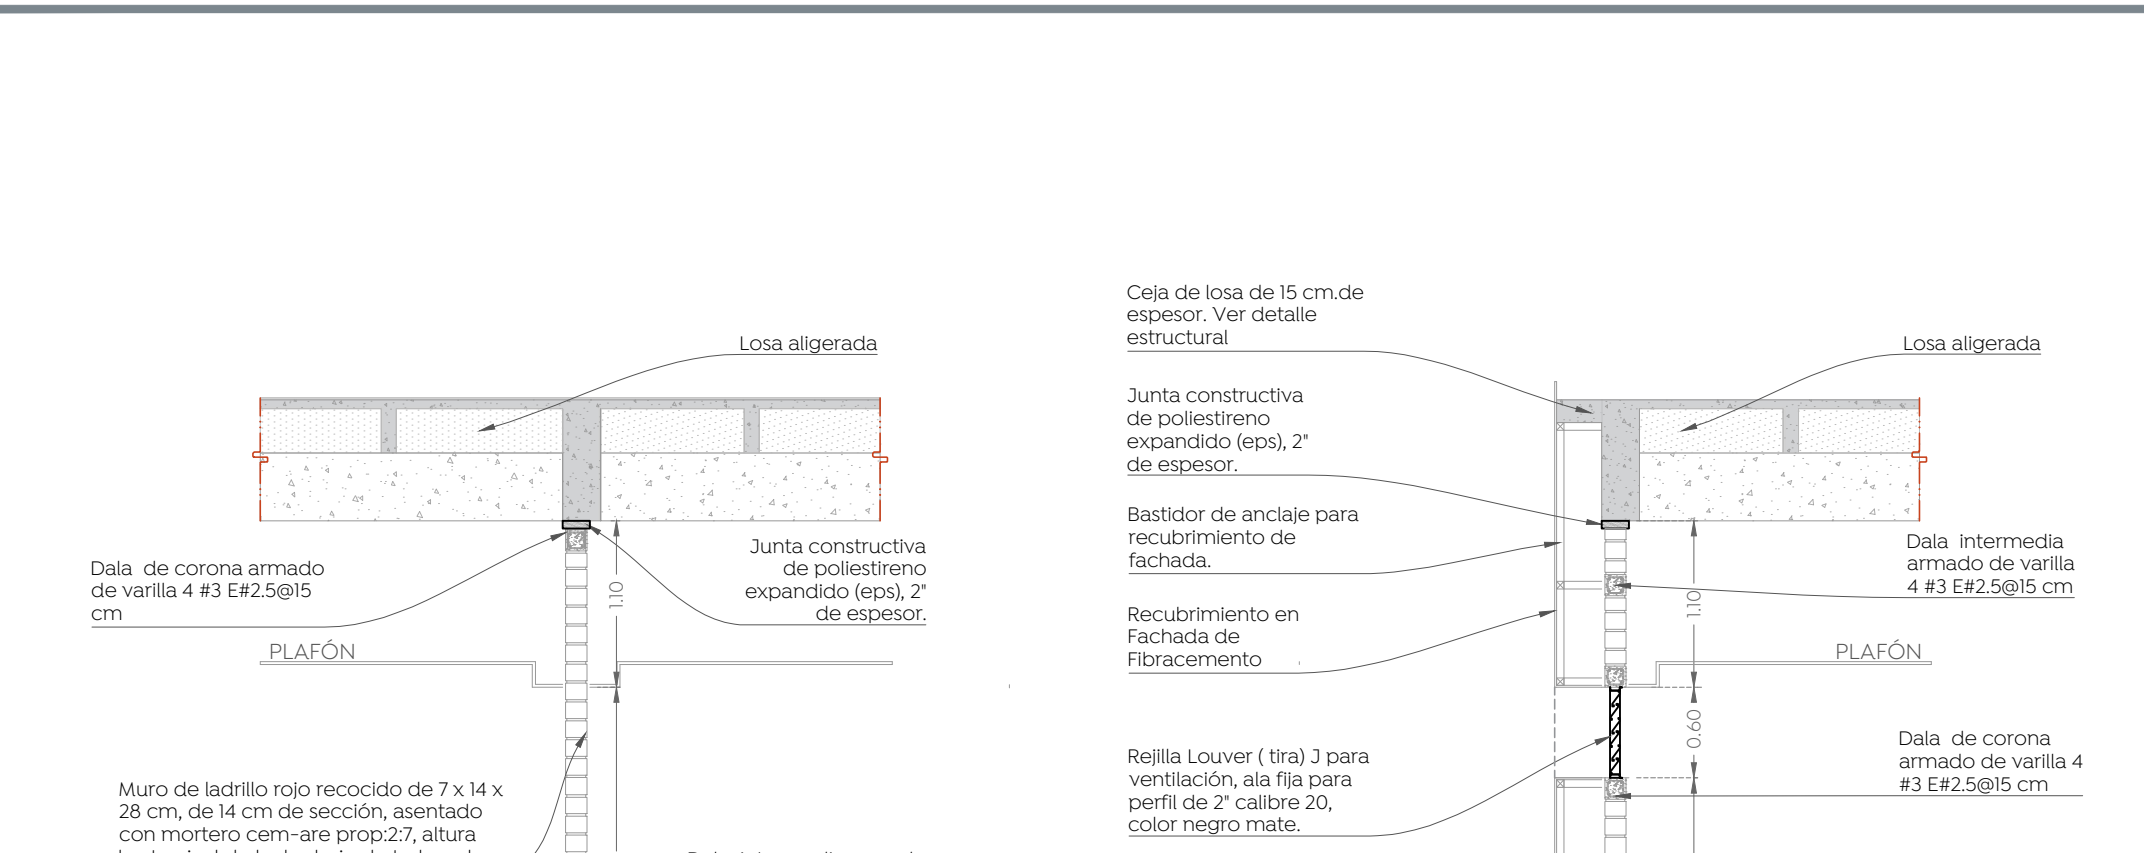 Losa aligerada
Dala de corona armado
de varilla 4 #3 E#2.5@15
cm
Junta constructiva
de poliestireno
expandido (eps), 2"
de espesor.
1.10
PLAFÓN
Muro de ladrillo rojo recocido de 7 x 14 x
28 cm, de 14 cm de sección, asentado
con mortero cem-are prop:2:7, altura
Ceja de losa de 15 cm.de
espesor. Ver detalle
estructural
Losa aligerada
Junta constructiva
de poliestireno
expandido (eps), 2"
de espesor.
Bastidor de anclaje para
recubrimiento de
fachada.
Dala intermedia
armado de varilla
4 #3 E#2.5@15 cm
1.10
Recubrimiento en
Fachada de
Fibracemento
PLAFÓN
0.60
Rejilla Louver ( tira) J para
ventilación, ala fija para
perfil de 2" calibre 20,
color negro mate.
Dala de corona
armado de varilla 4
#3 E#2.5@15 cm